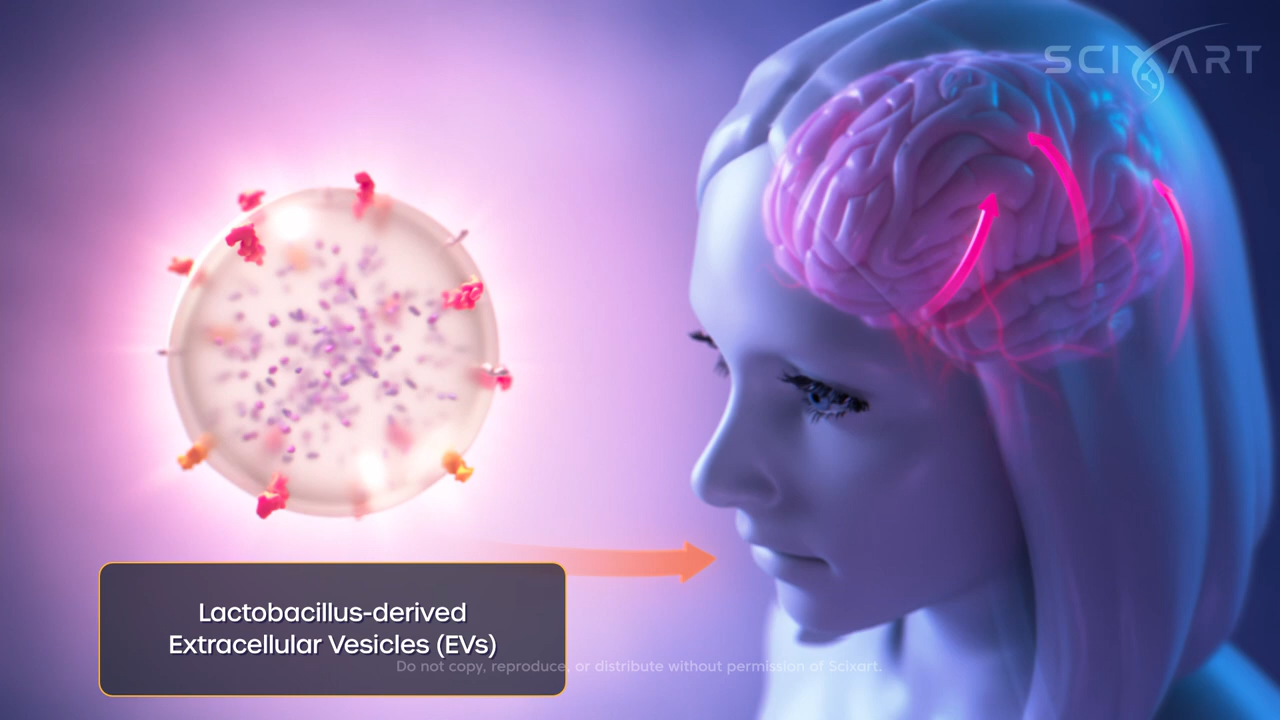 SCIXART
Lactobacillus-derived
Extracellular Vesicles (EVs)
Do not copy, reproduce, or distribute without permission of Scixart.